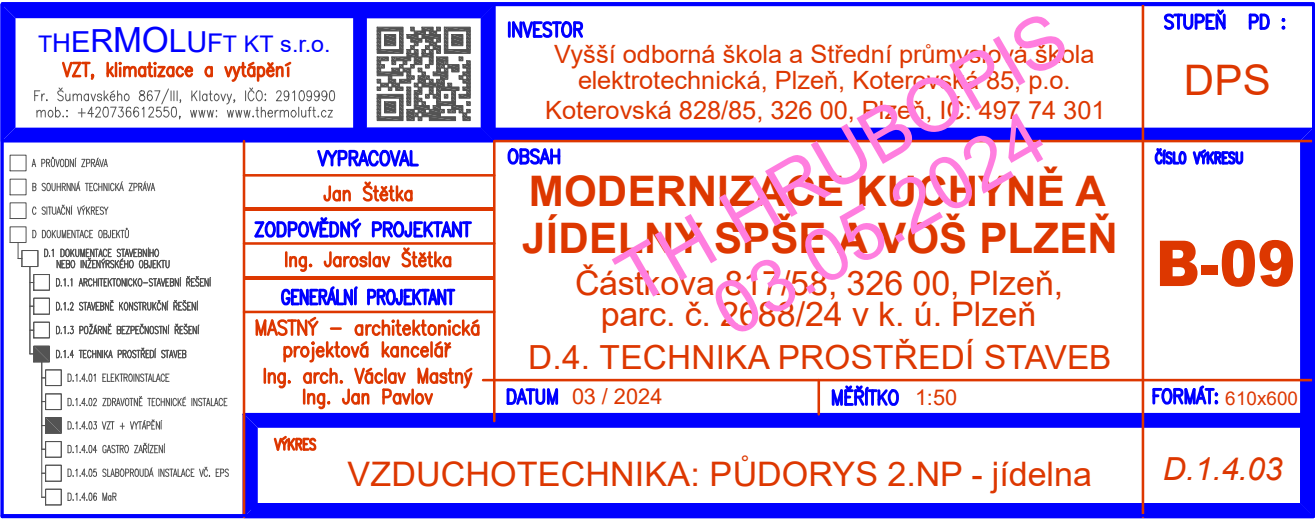 THERMOLUFT KT s.r.o.
VZT, klimatizace a vytápění
Fr. Šumavského 867/III, Klatovy, IČO: 29109990
mob.: +420736612550, www: www.thermoluft.cz
INVESTOR
Vyšší odborná škola a Střední průmyslová škola
elektrotechnická, Plzeň, Koterovská 85, p.o.
Koterovská 828/85, 326 00, Plzeň, IČ: 497 74 301
STUPEŇ PD :
DPS
A PRŮVODNÍ ZPRÁVA
B SOUHRNNÁ TECHNICKÁ ZPRÁVA
C SITUAČNÍ VÝKRESY
D DOKUMENTACE OBJEKTŮ
D.1 DOKUMENTACE STAVEBNÍHO
NEBO INŽENÝRSKÉHO OBJEKTU
D.1.1 ARCHITEKTONICKO-STAVEBNÍ ŘEŠENÍ
D.1.2 STAVEBNĚ KONSTRUKČNÍ ŘEŠENÍ
D.1.3 POŽÁRNĚ BEZPEČNOSTNÍ ŘEŠENÍ
D.1.4 TECHNIKA PROSTŘEDÍ STAVEB
D.1.4.01 ELEKTROINSTALACE
D.1.4.02 ZDRAVOTNĚ TECHNICKÉ INSTALACE
D.1.4.03 VZT + VYTÁPĚNÍ
D.1.4.04 GASTRO ZAŘÍZENÍ
D.1.4.05 SLABOPROUDÁ INSTALACE VČ. EPS
D.1.4.06 MaR
VYPRACOVAL
Jan Štětka
ZODPOVĚDNÝ PROJEKTANT
Ing. Jaroslav Štětka
GENERÁLNÍ PROJEKTANT
MASTNÝ – architektonická
projektová kancelář
Ing. arch. Václav Mastný
Ing. Jan Pavlov
OBSAH
MODERNIZACE KUCHYNĚ A
JÍDELNY SPŠE A VOŠ PLZEŇ
Částkova 817/58, 326 00, Plzeň,
parc. č. 2688/24 v k. ú. Plzeň
D.4. TECHNIKA PROSTŘEDÍ STAVEB
TH HRUBOPIS
03.05.2024
ČÍSLO VÝKRESU
B-09
DATUM 03 / 2024
MĚŘÍTKO 1:50
FORMÁT: 610x600
VÝKRES
VZDUCHOTECHNIKA: PŮDORYS 2.NP - jídelna
D.1.4.03